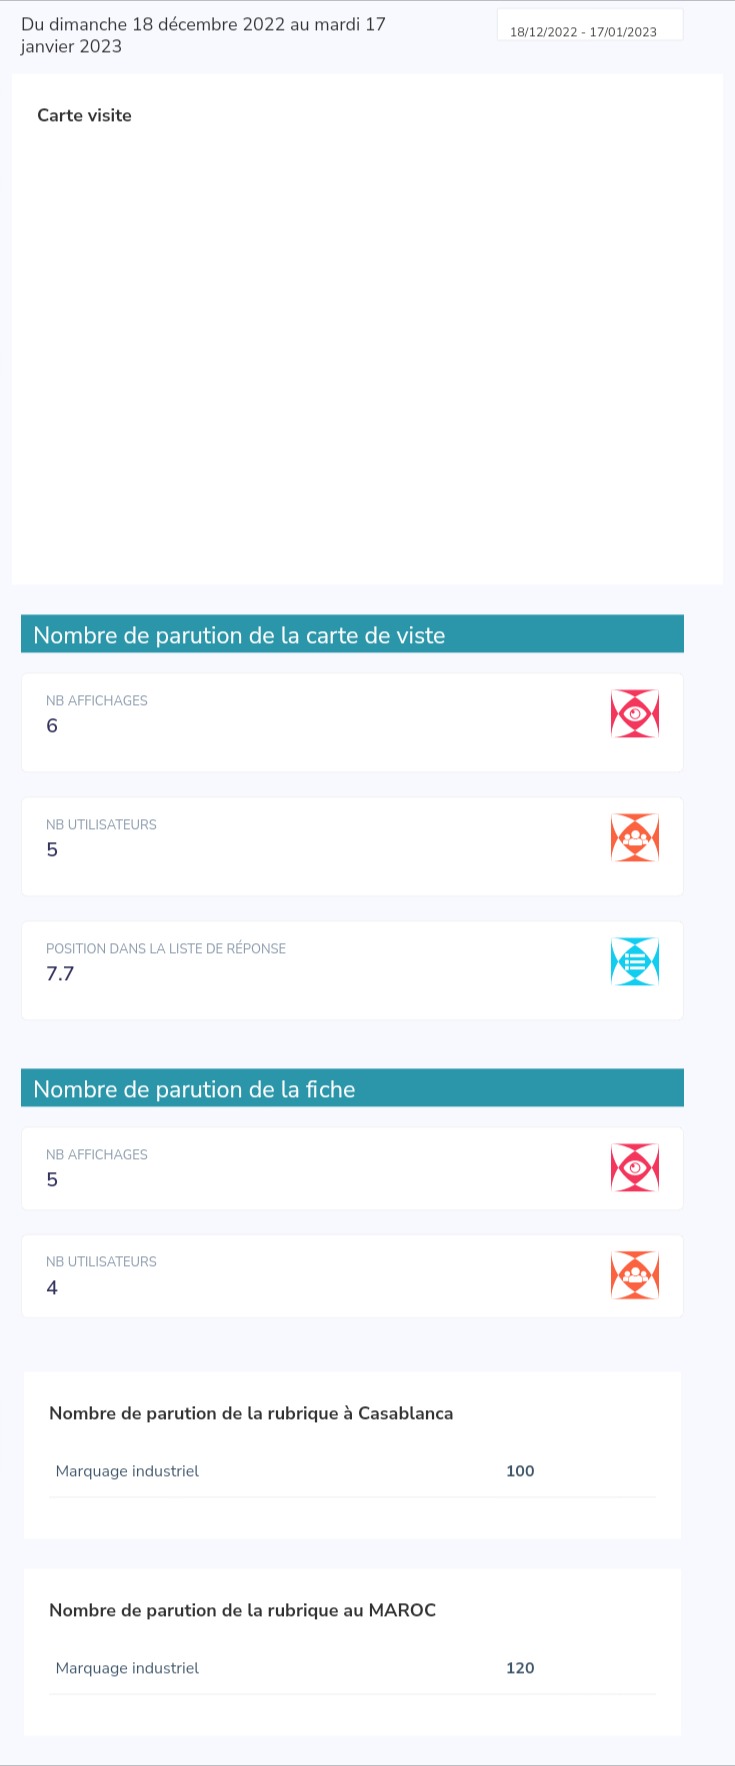 Du dimanche 18 décembre 2022 au mardi 17
janvier 2023
18/12/2022 - 17/01/2023
Carte visite
Nombre de parution de la carte de viste
NB AFFICHAGES
6
NB UTILISATEURS
5
POSITION DANS LA LISTE DE RÉPONSE
7.7
Nombre de parution de la fiche
NB AFFICHAGES
5
NB UTILISATEURS
4
Nombre de parution de la rubrique à Casablanca
Marquage industriel 100
Nombre de parution de la rubrique au MAROC
Marquage industriel 120